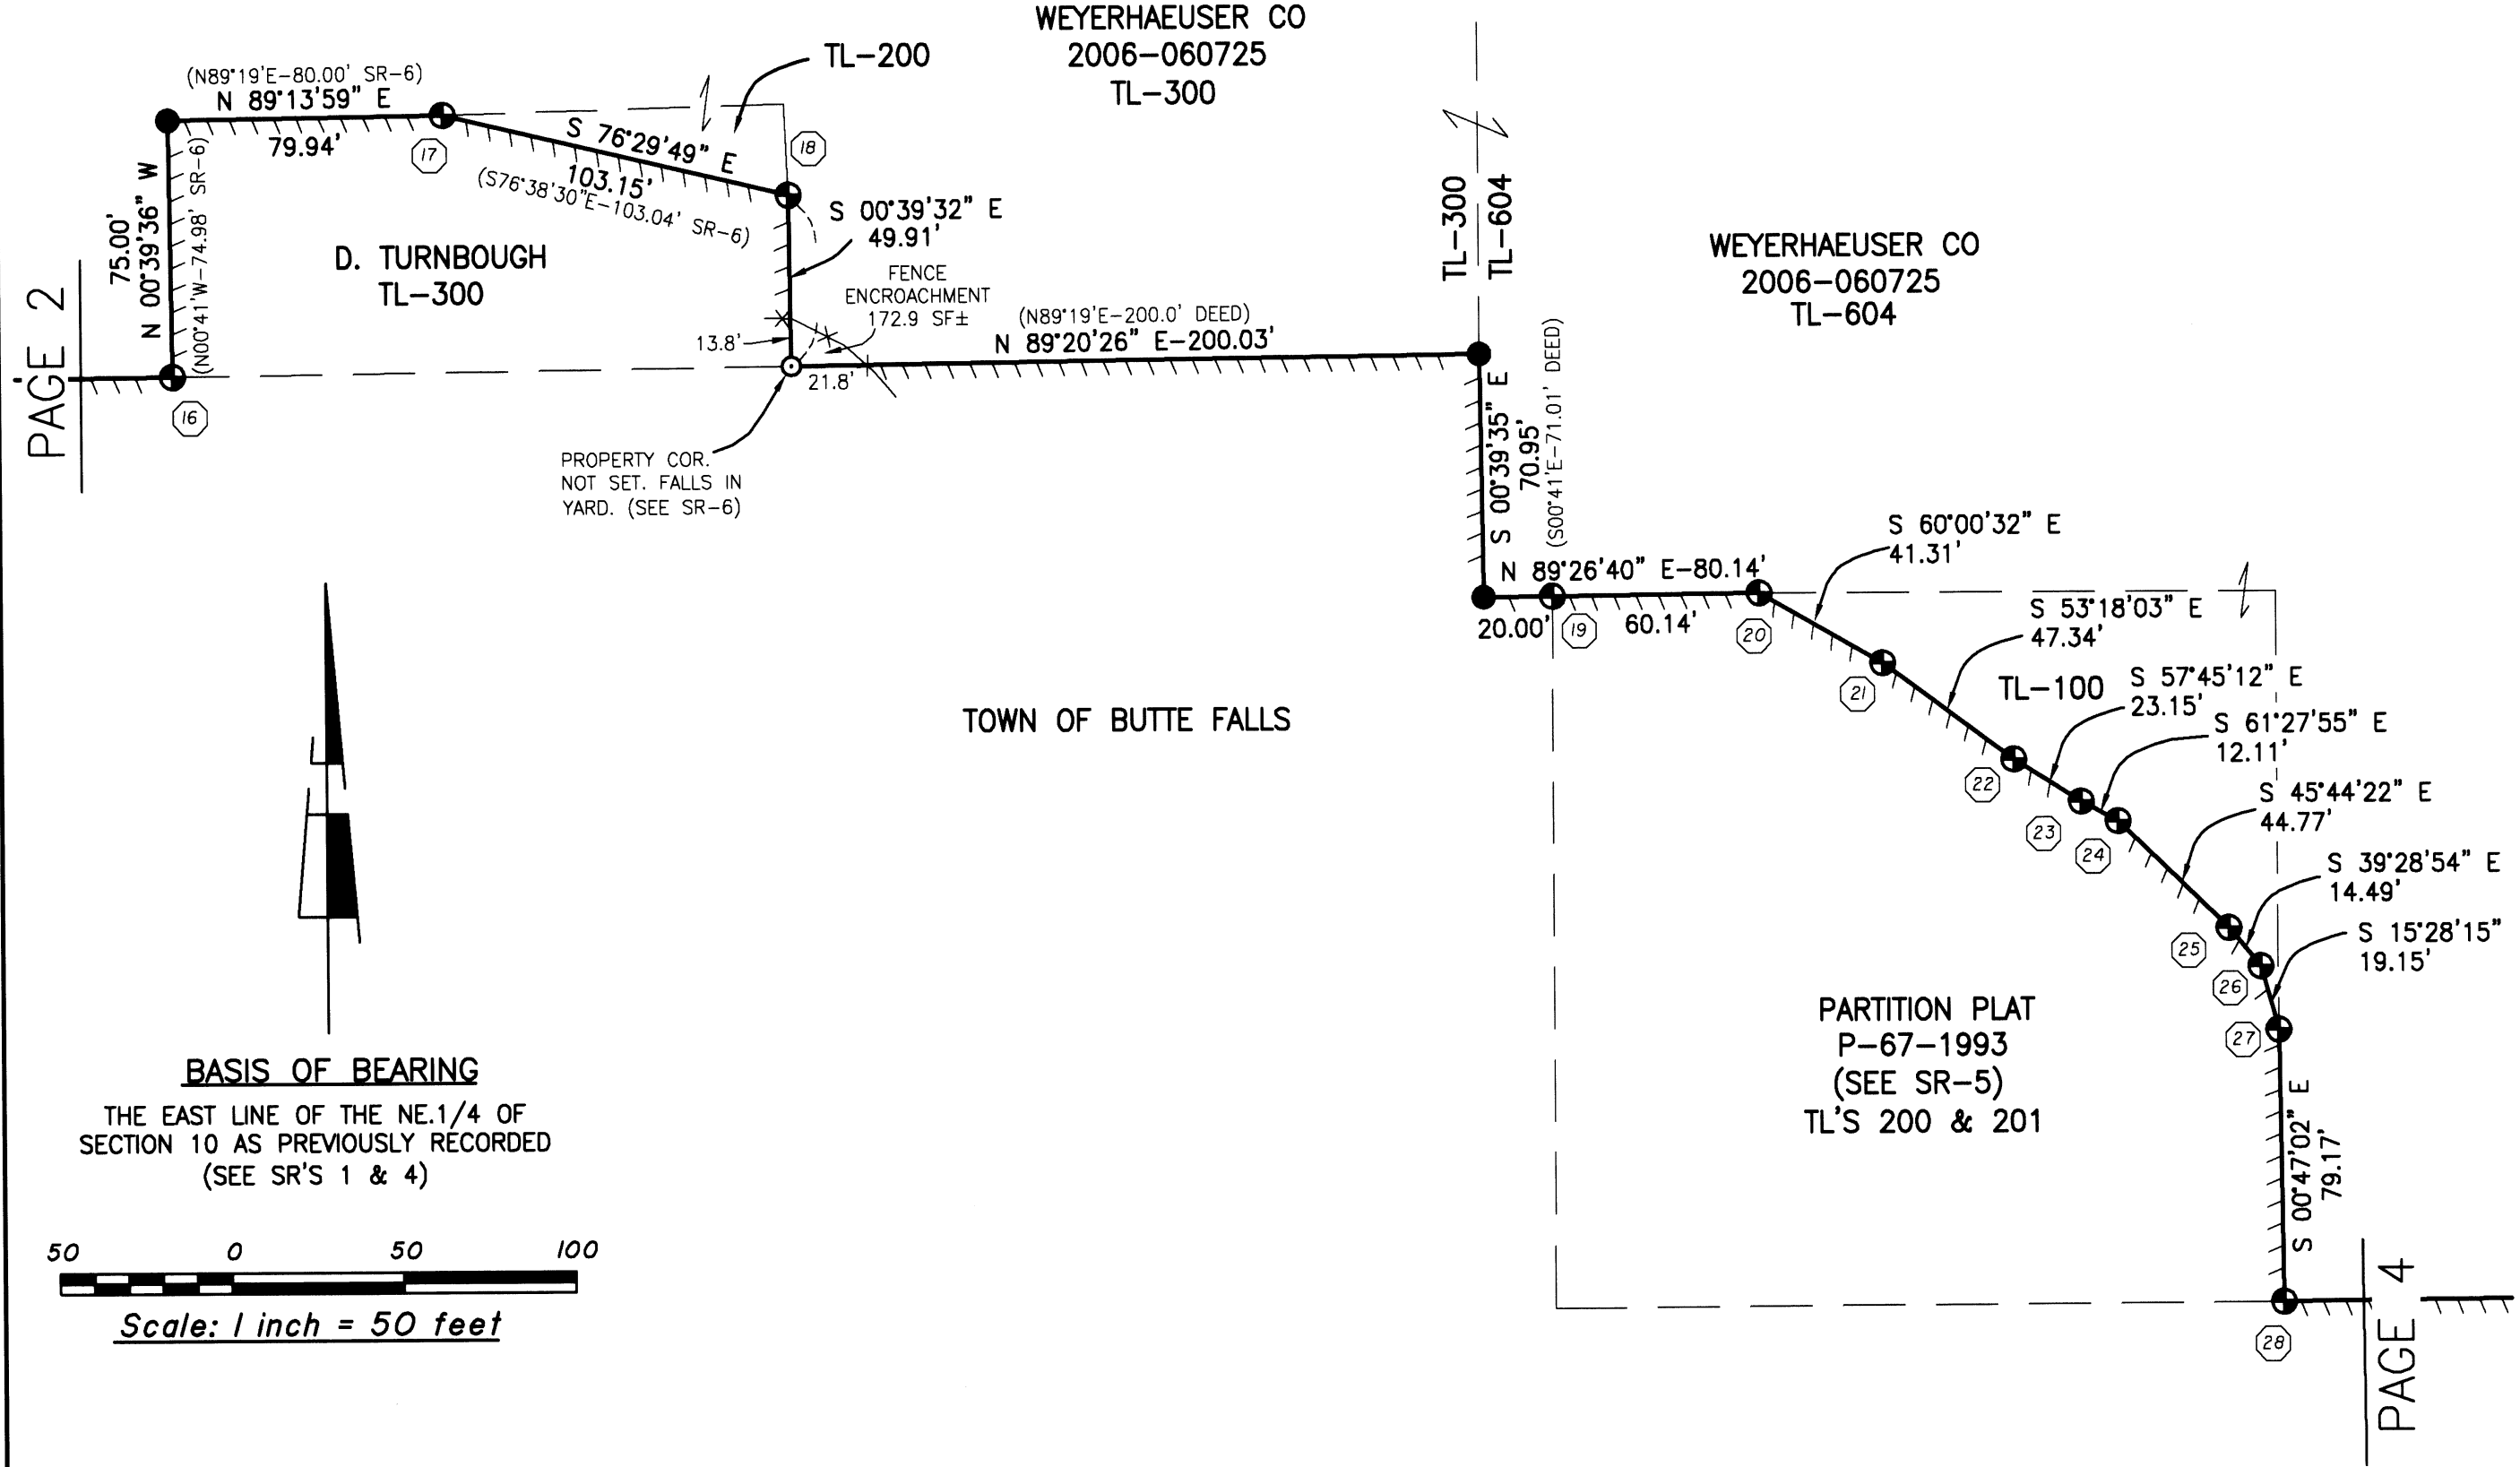 WEYERHAEUSER CO
2006-060725
TL-300
TL-200
(N89°19'E-80.00' SR-6)
N 89°13'59" E
79.94'
17
S 76°29'49" E
103.15'
(S76°38'30"E-103.04' SR-6)
18
75.00'
N 00°39'36" W
(N00°41'W-74.98' SR-6)
D. TURNBOUGH
TL-300
S 00°39'32" E
49.91'
FENCE
ENCROACHMENT
172.9 SF±
13.8'
21.8'
(N89°19'E-200.0' DEED)
N 89°20'26" E-200.03'
TL-300
TL-604
WEYERHAEUSER CO
2006-060725
TL-604
PAGE 2
16
PROPERTY COR.
NOT SET. FALLS IN
YARD. (SEE SR-6)
S 00°39'35" E
70.95'
(S00°41'E-71.01' DEED)
N 89°26'40" E-80.14'
20.00'
19
60.14'
20
S 60°00'32" E
41.31'
21
S 53°18'03" E
47.34'
TL-100
22
S 57°45'12" E
23.15'
23
S 61°27'55" E
12.11'
24
S 45°44'22" E
44.77'
25
S 39°28'54" E
14.49'
26
S 15°28'15"
19.15'
27
TOWN OF BUTTE FALLS
PARTITION PLAT
P-67-1993
(SEE SR-5)
TL'S 200 & 201
S 00°47'02" E
79.17'
28
PAGE 4
BASIS OF BEARING
THE EAST LINE OF THE NE.1/4 OF
SECTION 10 AS PREVIOUSLY RECORDED
(SEE SR'S 1 & 4)
50 0 50 100
Scale: 1 inch = 50 feet